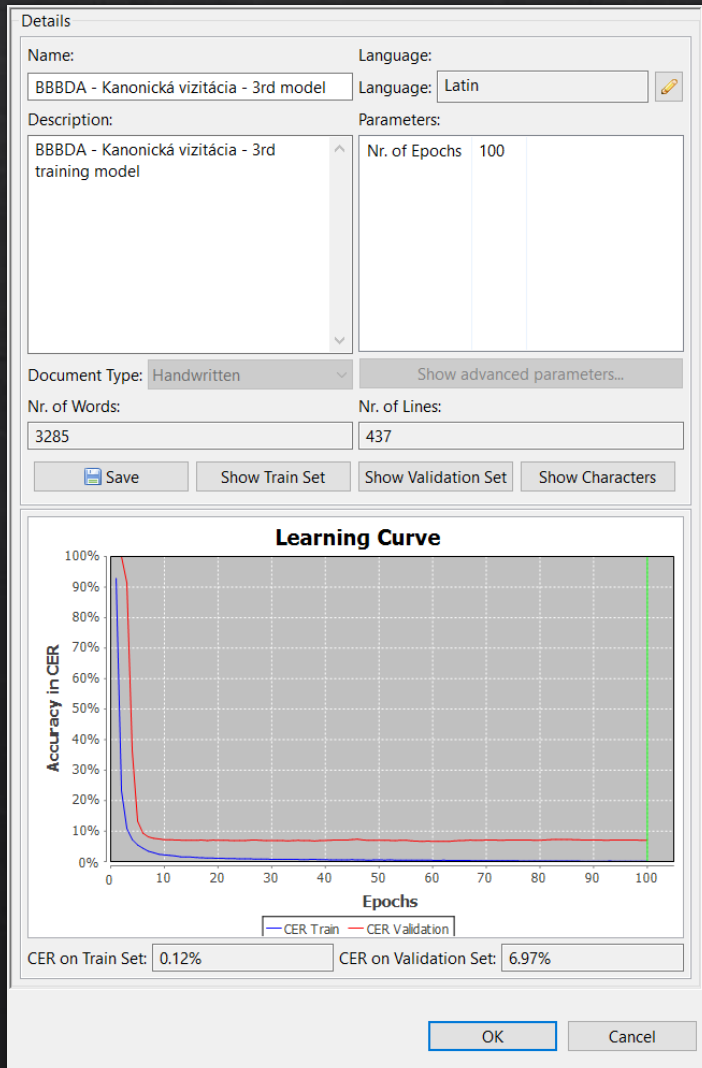 Details
Name:
Language:
BBBDA - Kanonická vizitácia - 3rd model
Language:
Latin
Description:
Parameters:
BBBDA - Kanonická vizitácia - 3rd
training model
Nr. of Epochs 100
Document Type:
Handwritten
Show advanced parameters...
Nr. of Words:
Nr. of Lines:
3285
437
Save
Show Train Set
Show Validation Set
Show Characters
Learning Curve
100%
90%
80%
70%
60%
50%
40%
30%
20%
10%
0%
Accuracy in CER
0 10 20 30 40 50 60 70 80 90 100
Epochs
CER Train CER Validation
CER on Train Set: 0.12%
CER on Validation Set: 6.97%
OK
Cancel